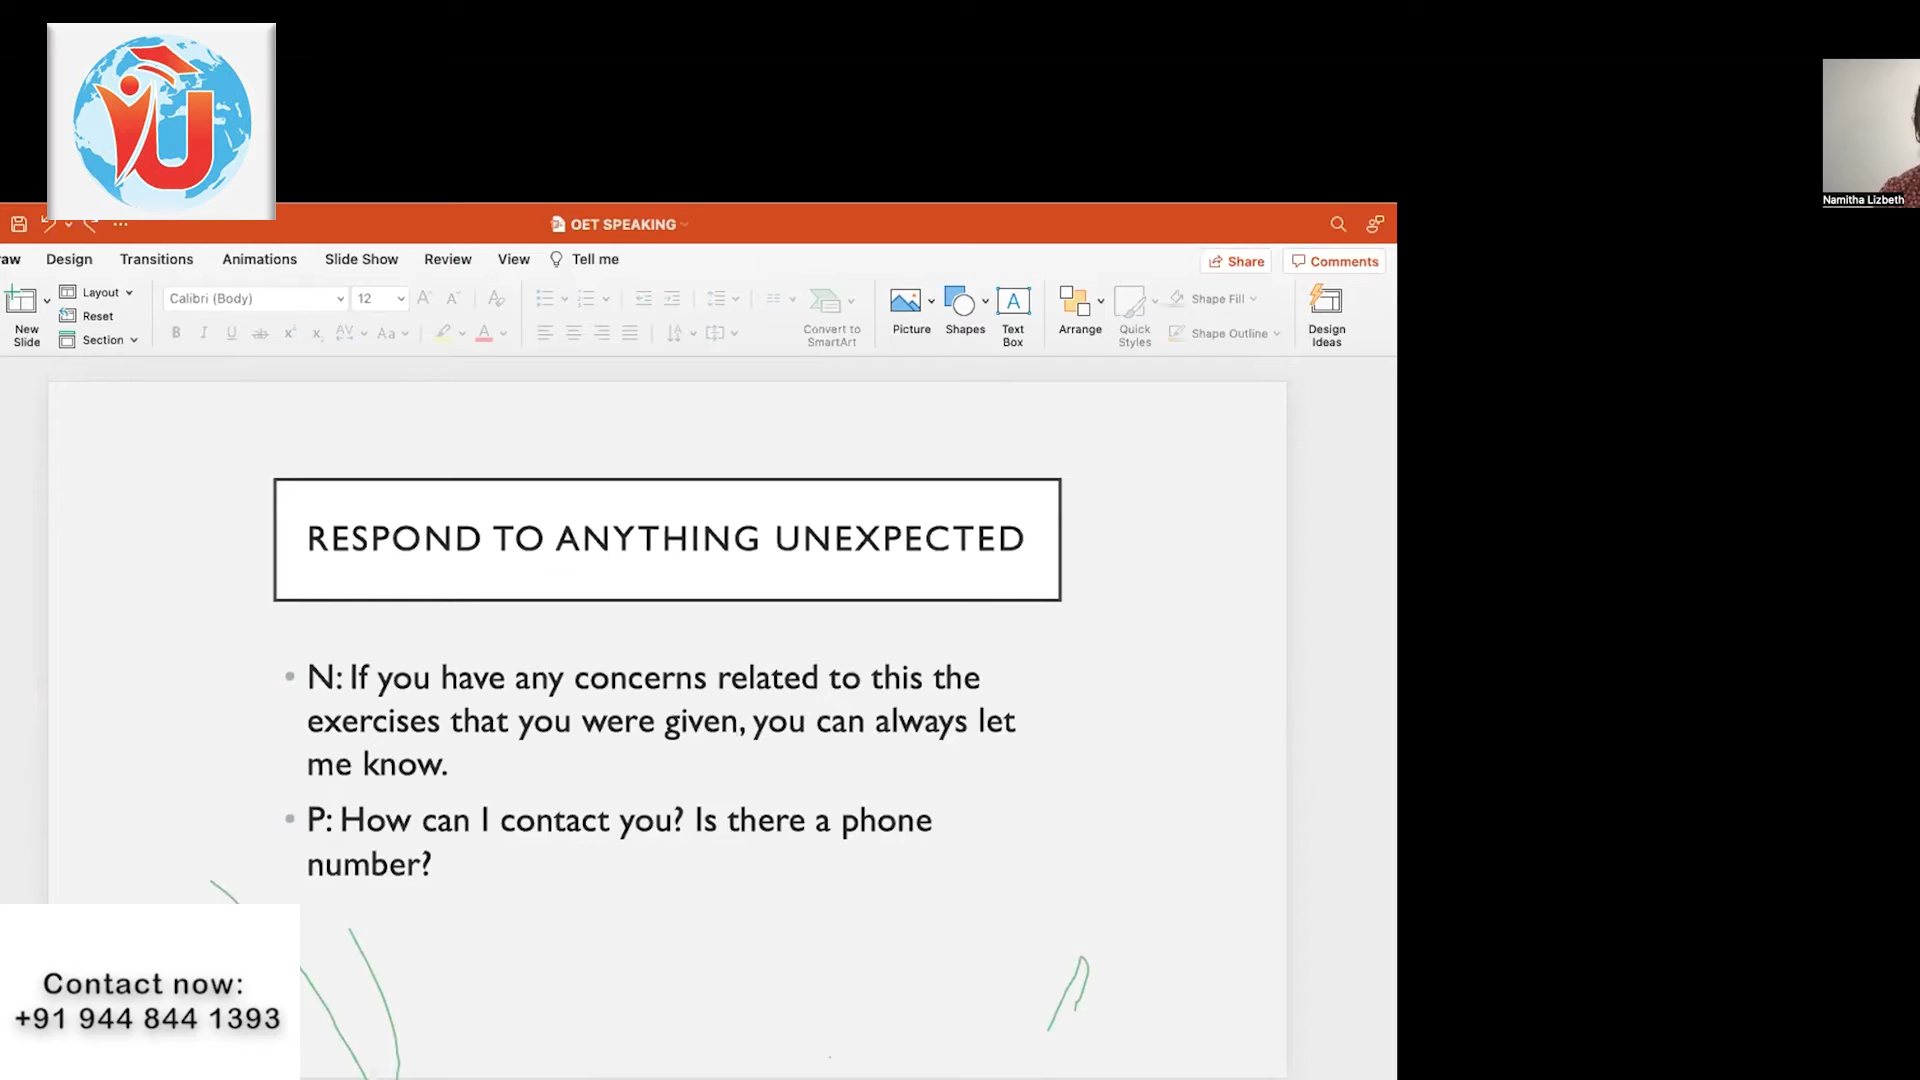 U
Namitha Lizbeth
OET SPEAKING
aw Design Transitions Animations Slide Show Review View Tell me Share Comments
New Slide
Layout
Reset
Section
Calibri (Body) 12
Convert to SmartArt
Picture
Shapes
Text Box
Arrange
Quick Styles
Shape Fill
Shape Outline
Design Ideas
RESPOND TO ANYTHING UNEXPECTED
N: If you have any concerns related to this the
exercises that you were given, you can always let
me know.
P: How can I contact you? Is there a phone
number?
Contact now:
+91 944 844 1393